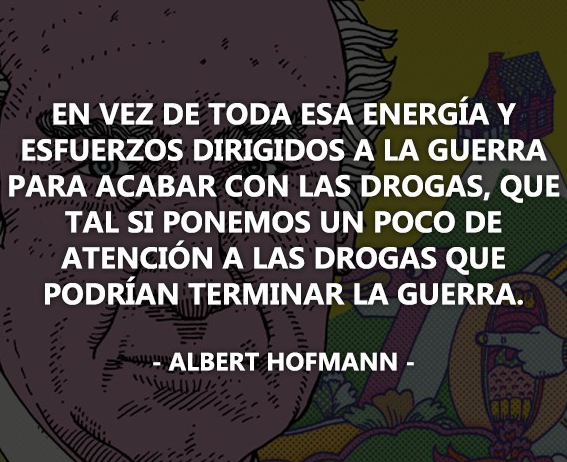 EN VEZ DE TODA ESA ENERGÍA Y
ESFUERZOS DIRIGIDOS A LA GUERRA
PARA ACABAR CON LAS DROGAS, QUE
TAL SI PONEMOS UN POCO DE
ATENCIÓN A LAS DROGAS QUE
PODRÍAN TERMINAR LA GUERRA.
- ALBERT HOFMANN -